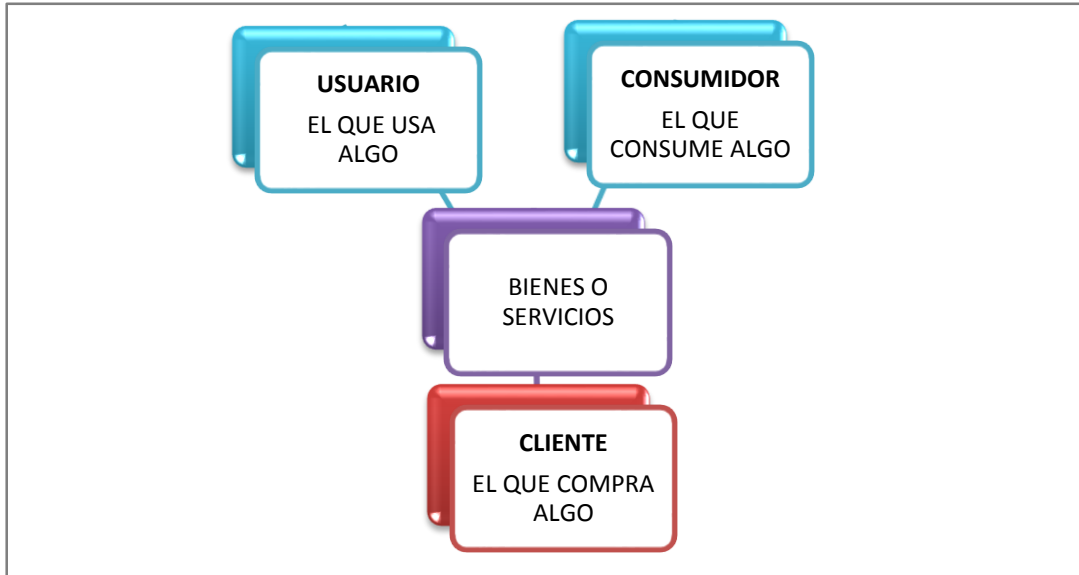 USUARIO
EL QUE USA
ALGO
CONSUMIDOR
EL QUE
CONSUME ALGO
BIENES O
SERVICIOS
CLIENTE
EL QUE COMPRA
ALGO